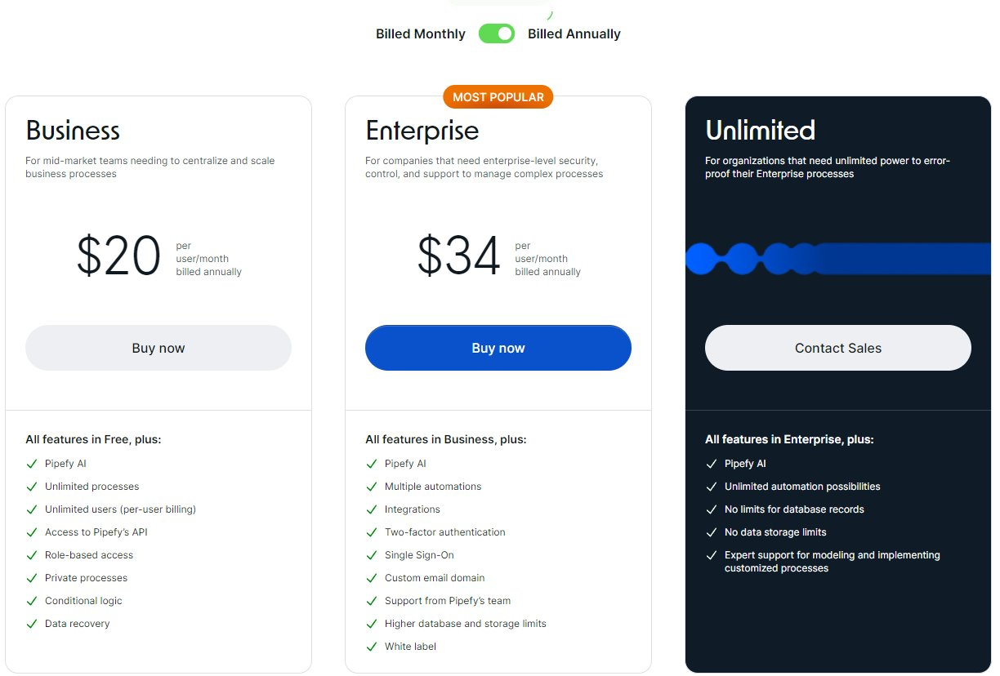 Billed Monthly
Billed Annually
Business
For mid-market teams needing to centralize and scale
business processes
$20
per
user/month
billed annually
Buy now
All features in Free, plus:
Pipefy AI
Unlimited processes
Unlimited users (per-user billing)
Access to Pipefy’s API
Role-based access
Private processes
Conditional logic
Data recovery
MOST POPULAR
Enterprise
For companies that need enterprise-level security,
control, and support to manage complex processes
$34
per
user/month
billed annually
Buy now
All features in Business, plus:
Pipefy AI
Multiple automations
Integrations
Two-factor authentication
Single Sign-On
Custom email domain
Support from Pipefy’s team
Higher database and storage limits
White label
Unlimited
For organizations that need unlimited power to error-
proof their Enterprise processes
Contact Sales
All features in Enterprise, plus:
Pipefy AI
Unlimited automation possibilities
No limits for database records
No data storage limits
Expert support for modeling and implementing
customized processes